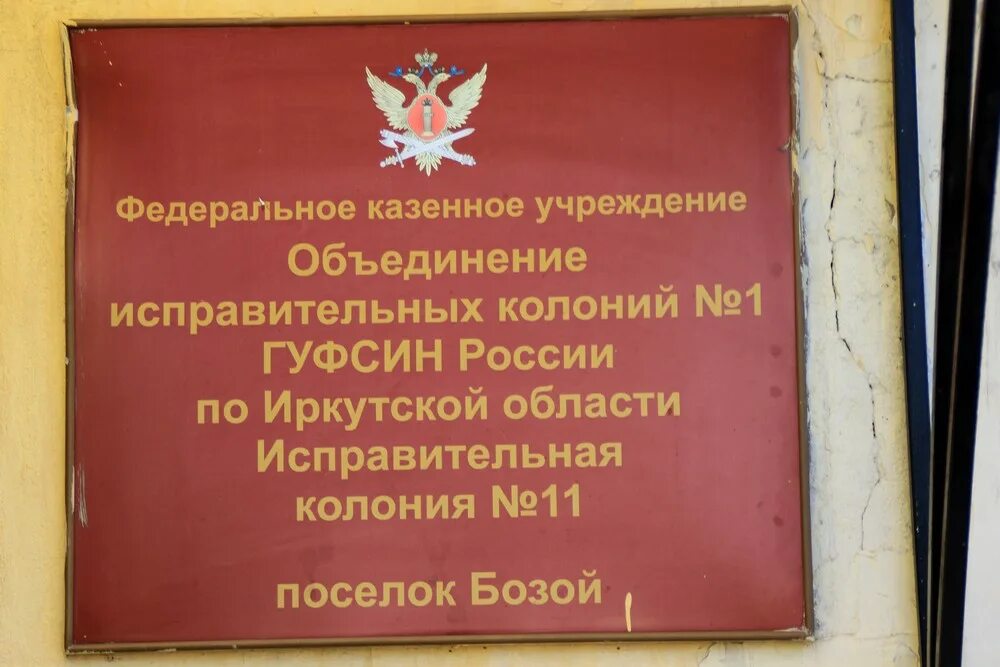 Федеральное казенное учреждение
Объединение
исправительных колоний №1
ГУФСИН России
по Иркутской области
Исправительная
колония №11
поселок Бозой